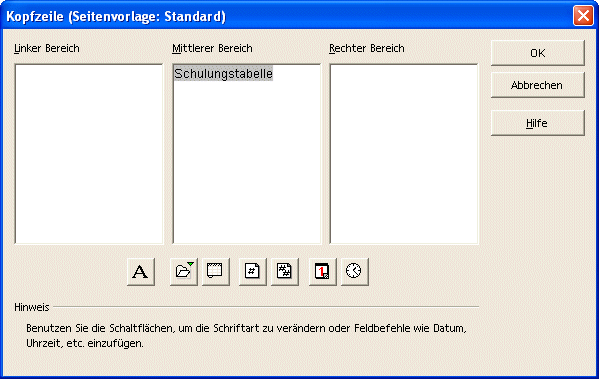 Kopfzeile (Seitenvorlage: Standard)
Linker Bereich
Mittlerer Bereich
Rechter Bereich
Schulungstabelle
OK
Abbrechen
Hilfe
A
#
##
1
Hinweis
Benutzen Sie die Schaltflächen, um die Schriftart zu verändern oder Feldbefehle wie Datum,
Uhrzeit, etc. einzufügen.